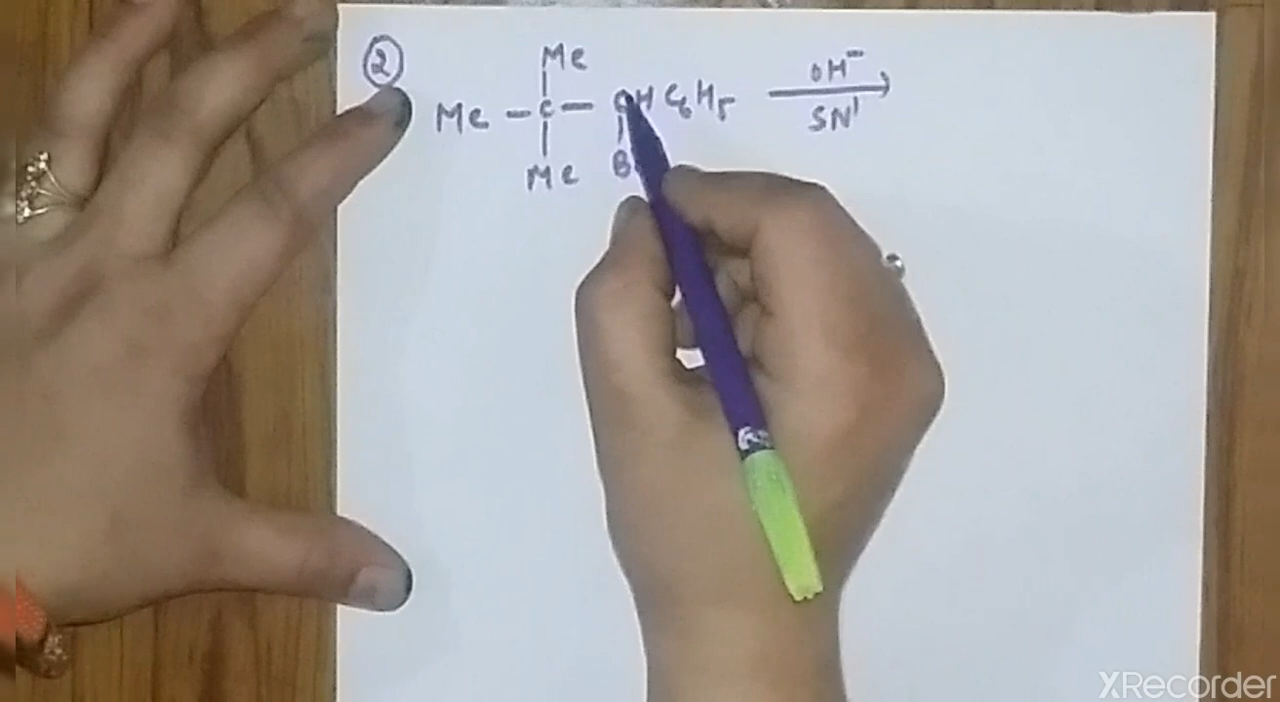 ②
Me
Me - C - CH C6H5 OH⁻
SN¹
Me B
XRecorder